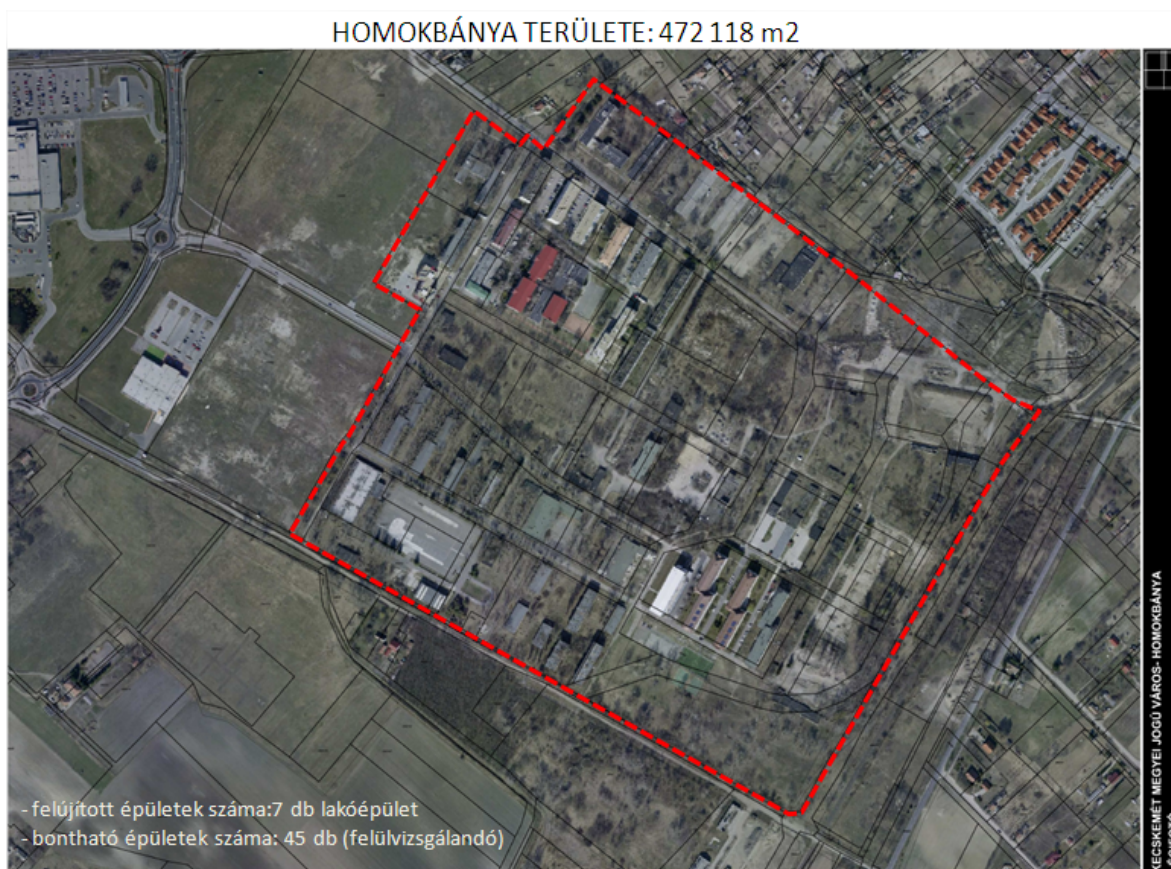 HOMOKBÁNYA TERÜLETE: 472 118 m2
- felújított épületek száma:7 db lakóépület
- bontható épületek száma: 45 db (felülvizsgálandó)
KECSKEMÉT MEGYEI JOGÚ VÁROS- HOMOKBÁNYA